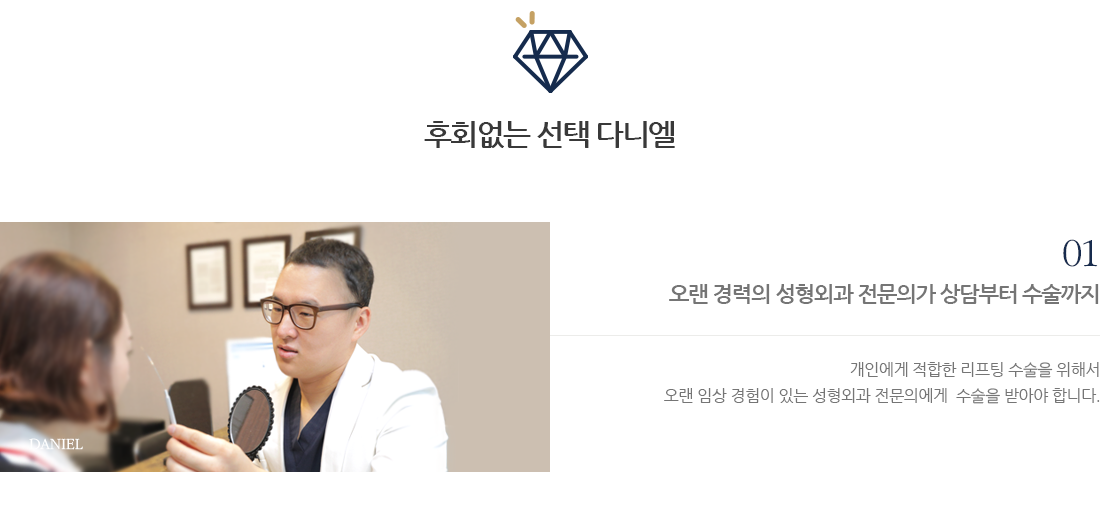 후회없는 선택 다니엘
01
오랜 경력의 성형외과 전문의가 상담부터 수술까지
개인에게 적합한 리프팅 수술을 위해서
오랜 임상 경험이 있는 성형외과 전문의에게 수술을 받아야 합니다.
DANIEL